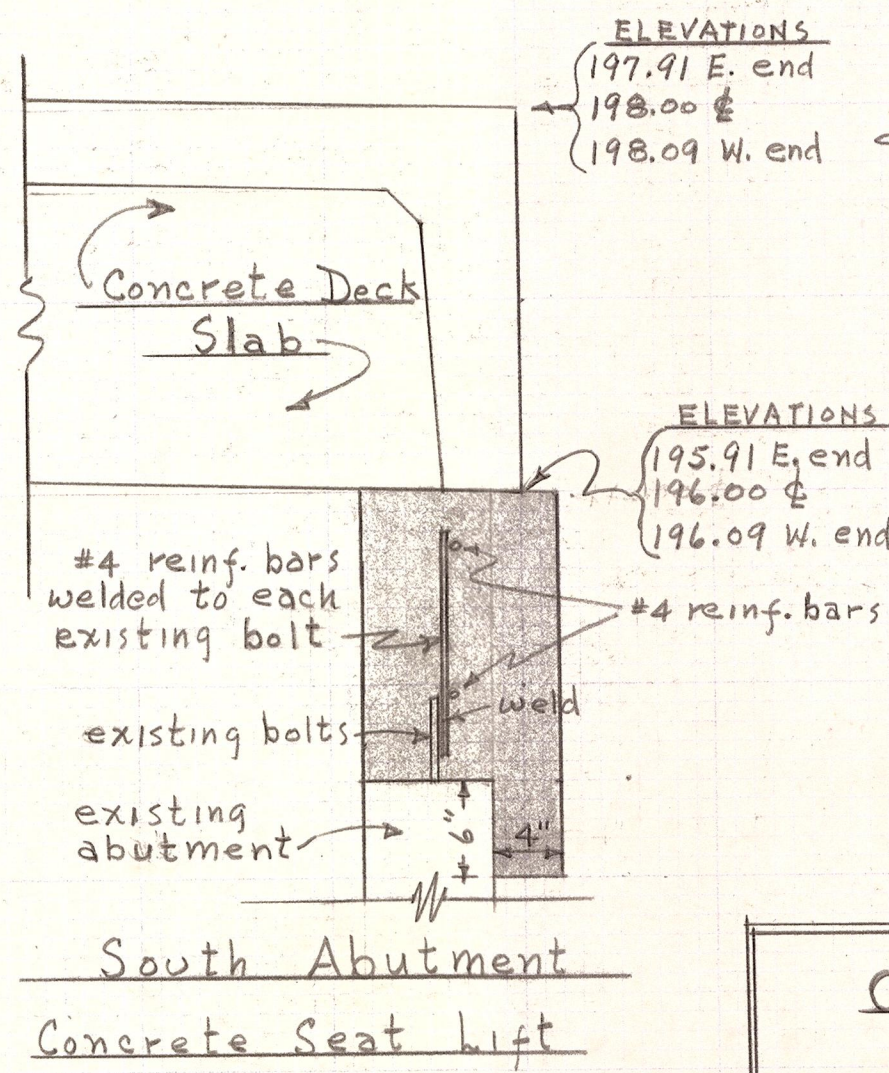 ELEVATIONS
197.91 E. end
198.00 ℄
198.09 W. end
Concrete Deck
Slab
ELEVATIONS
195.91 E. end
196.00 ℄
196.09 W. end
#4 reinf. bars
welded to each
existing bolt
#4 reinf. bars
weld
existing bolts
existing
abutment
6"
4"
South Abutment
Concrete Seat Lift